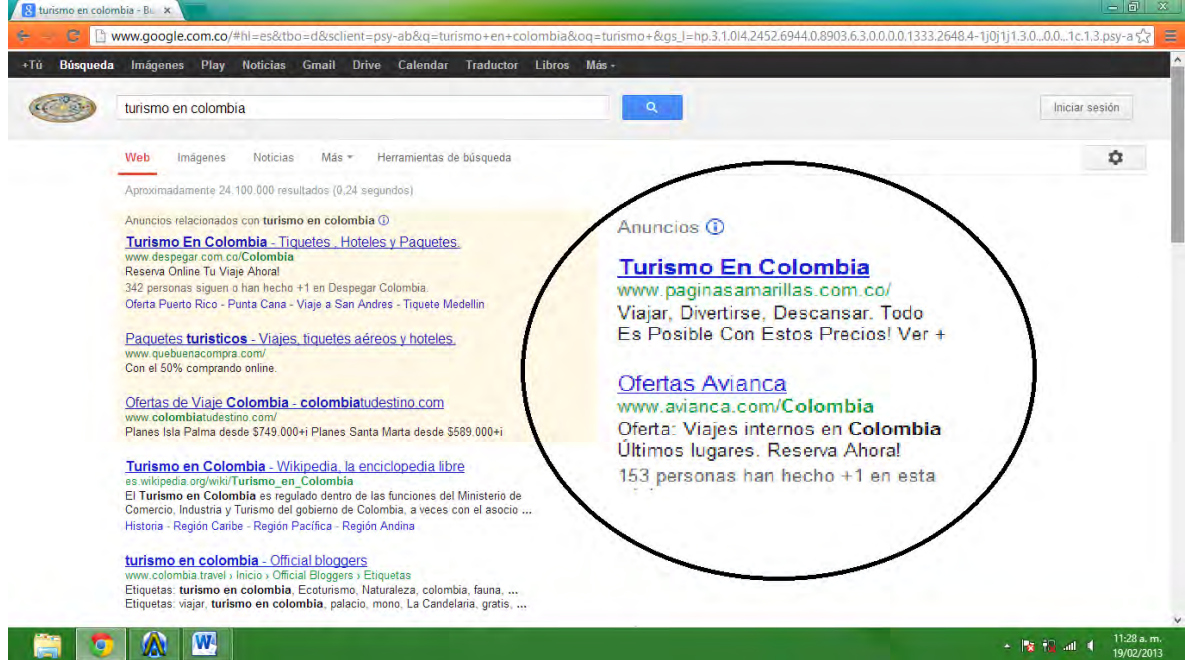 turismo en colombia - Bu
www.google.com.co/#hl=es&tbo=d&sclient=psy-ab&q=turismo+en+colombia&oq=turismo+&gs_l=hp.3.1.0l4.2452.6944.0.8903.6.3.0.0.0.0.1333.2648.4-1j0j1j1.3.0...0.0...1c.1.3.psy-a
+Tú Búsqueda Imágenes Play Noticias Gmail Drive Calendar Traductor Libros Más
turismo en colombia
Iniciar sesión
Web Imágenes Noticias Más Herramientas de búsqueda
Aproximadamente 24.100.000 resultados (0,24 segundos)
Anuncios relacionados con turismo en colombia
Turismo En Colombia - Tiquetes , Hoteles y Paquetes.
www.despegar.com.co/Colombia
Reserva Online Tu Viaje Ahora!
342 personas siguen o han hecho +1 en Despegar Colombia.
Oferta Puerto Rico - Punta Cana - Viaje a San Andres - Tiquete Medellin
Paquetes turisticos - Viajes, tiquetes aéreos y hoteles.
www.quebuenacompra.com/
Con el 50% comprando online.
Ofertas de Viaje Colombia - colombiatudestino.com
www.colombiatudestino.com/
Planes Isla Palma desde $749.000+i Planes Santa Marta desde $589.000+i
Turismo en Colombia - Wikipedia, la enciclopedia libre
es.wikipedia.org/wiki/Turismo_en_Colombia
El Turismo en Colombia es regulado dentro de las funciones del Ministerio de
Comercio, Industria y Turismo del gobierno de Colombia, a veces con el asocio ...
Historia - Región Caribe - Región Pacífica - Región Andina
turismo en colombia - Official bloggers
www.colombia.travel › Inicio › Official Bloggers › Etiquetas
Etiquetas: turismo en colombia, Ecoturismo, Naturaleza, colombia, fauna, ...
Etiquetas: viajar, turismo en colombia, palacio, mono, La Candelaria, gratis, ...
Anuncios
Turismo En Colombia
www.paginasamarillas.com.co/
Viajar, Divertirse, Descansar. Todo
Es Posible Con Estos Precios! Ver +
Ofertas Avianca
www.avianca.com/Colombia
Oferta: Viajes internos en Colombia
Últimos lugares. Reserva Ahora!
153 personas han hecho +1 en esta
11:28 a. m.
19/02/2013